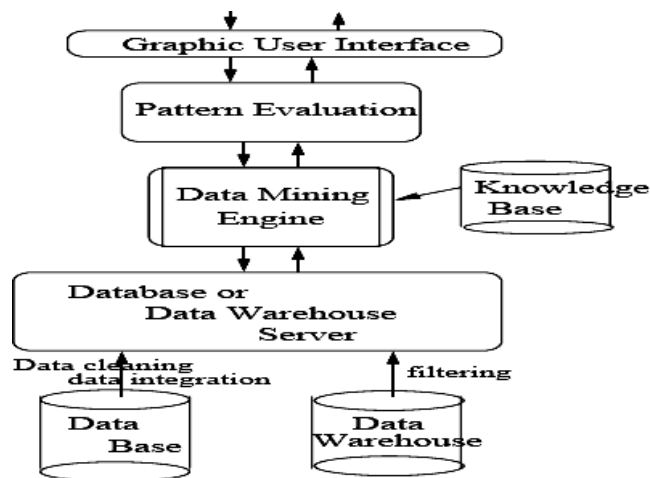 Graphic User Interface
Pattern Evaluation
Data Mining
Engine
Knowledge
Base
Database or
Data Warehouse
Server
Data cleaning
data integration
filtering
Data
Base
Data
Warehouse